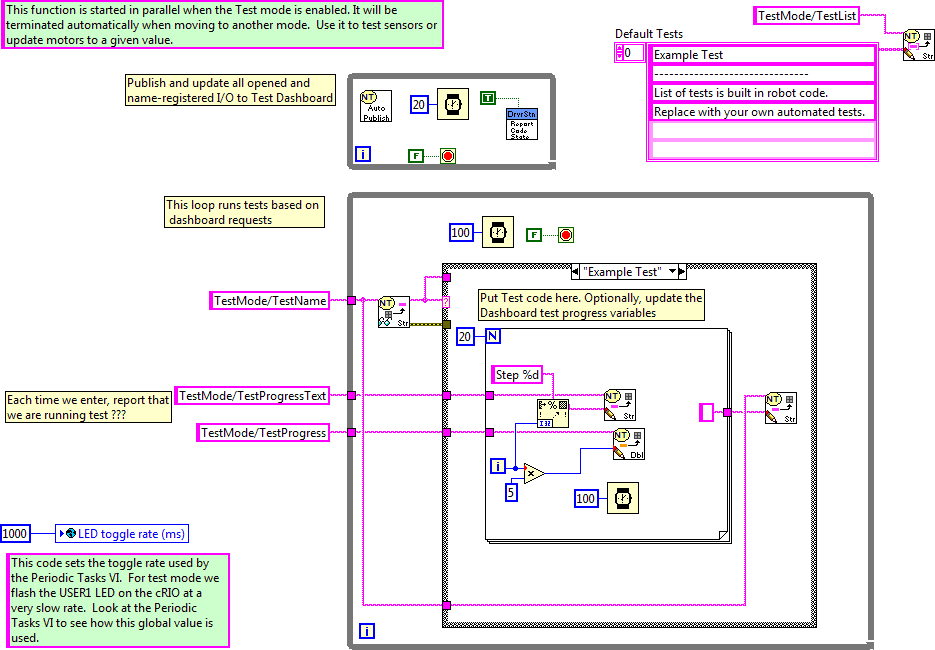 This function is started in parallel when the Test mode is enabled. It will be
terminated automatically when moving to another mode.  Use it to test sensors or
update motors to a given value.
TestMode/TestList
NT
Str
Default Tests
0
Example Test
-------------------------------
List of tests is built in robot code.
Replace with your own automated tests.
Publish and update all opened and
name-registered I/O to Test Dashboard
NT
Auto
Publish
20
T
DrvrStn
Report
Code
State
i
F
This loop runs tests based on
dashboard requests
100
F
"Example Test"
TestMode/TestName
NT
Str
?
Put Test code here. Optionally, update the
Dashboard test progress variables
20
N
Step %d
Each time we enter, report that
we are running test ???
TestMode/TestProgressText
NT
Str
I32
NT
Str
TestMode/TestProgress
NT
Dbl
i
x
5
100
1000
LED toggle rate (ms)
This code sets the toggle rate used by
the Periodic Tasks VI.  For test mode we
flash the USER1 LED on the cRIO at a
very slow rate.  Look at the Periodic
Tasks VI to see how this global value is
used.
i